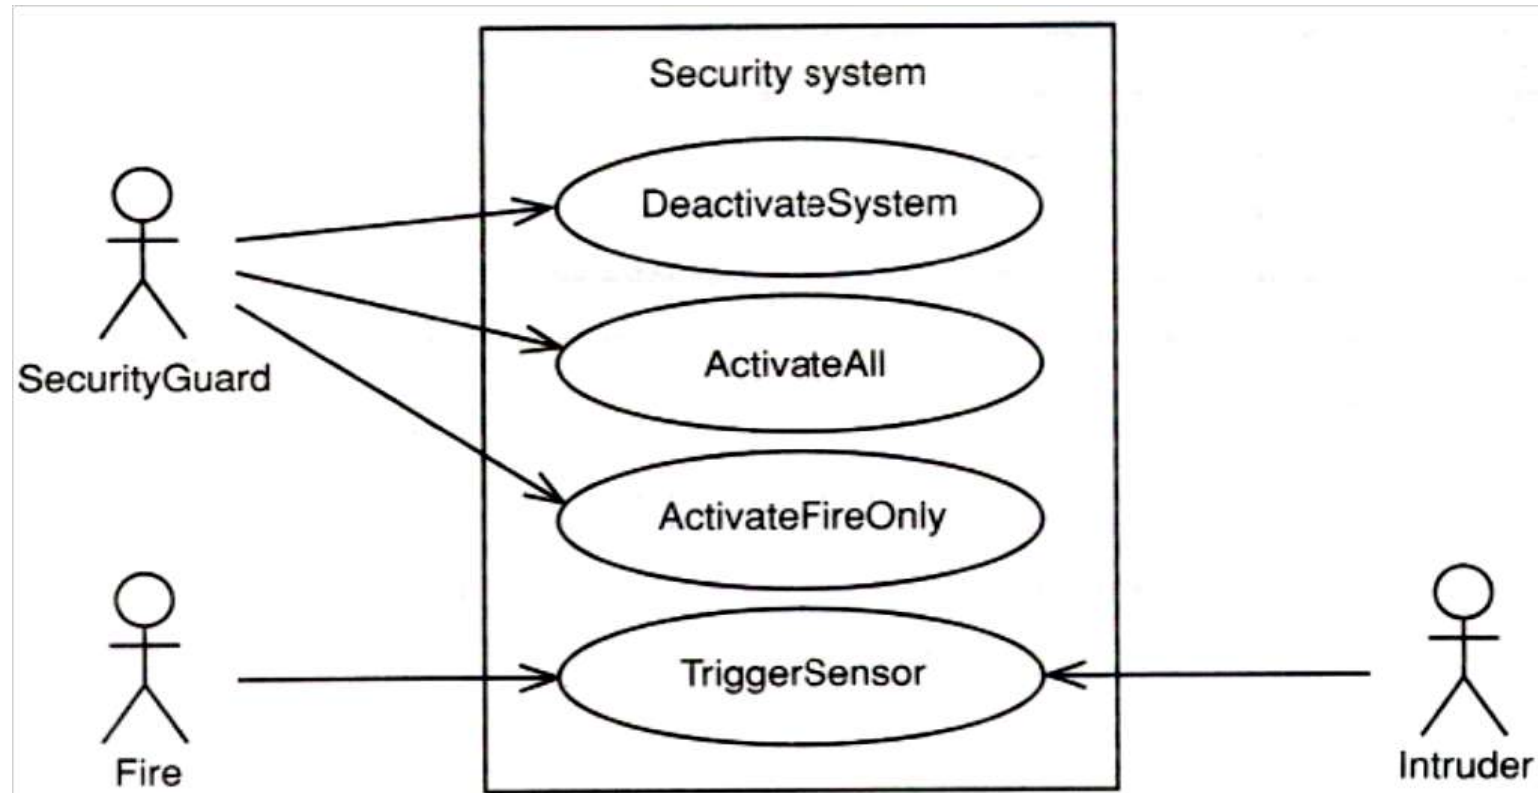 Security system
DeactivateSystem
SecurityGuard
ActivateAll
ActivateFireOnly
TriggerSensor
Fire
Intruder